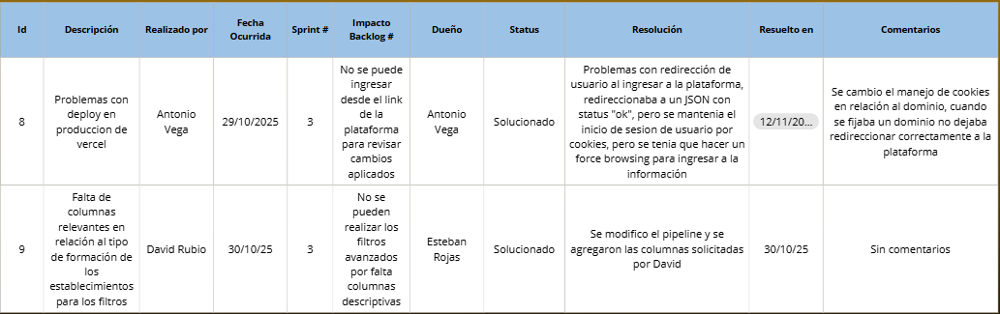 Id
Descripción
Realizado por
Fecha
Ocurrida
Sprint #
Impacto
Backlog #
Dueño
Status
Resolución
Resuelto en
Comentarios
8
Problemas con
deploy en
produccion de
vercel
Antonio
Vega
29/10/2025
3
No se puede
ingresar
desde el link
de la
plataforma
para revisar
cambios
aplicados
Antonio
Vega
Solucionado
Problemas con redirección de
usuario al ingresar a la plataforma,
redireccionaba a un JSON con
status "ok", pero se mantenia el
inicio de sesion de usuario por
cookies, pero se tenia que hacer un
force browsing para ingresar a la
información
12/11/20...
Se cambio el manejo de cookies
en relación al dominio, cuando
se fijaba un dominio no dejaba
redireccionar correctamente a la
plataforma
9
Falta de
columnas
relevantes en
relación al tipo
de formación de
los
establecimientos
para los filtros
David Rubio
30/10/25
3
No se
pueden
realizar los
filtros
avanzados
por falta
columnas
descriptivas
Esteban
Rojas
Solucionado
Se modifico el pipeline y se
agregaron las columnas solicitadas
por David
30/10/25
Sin comentarios